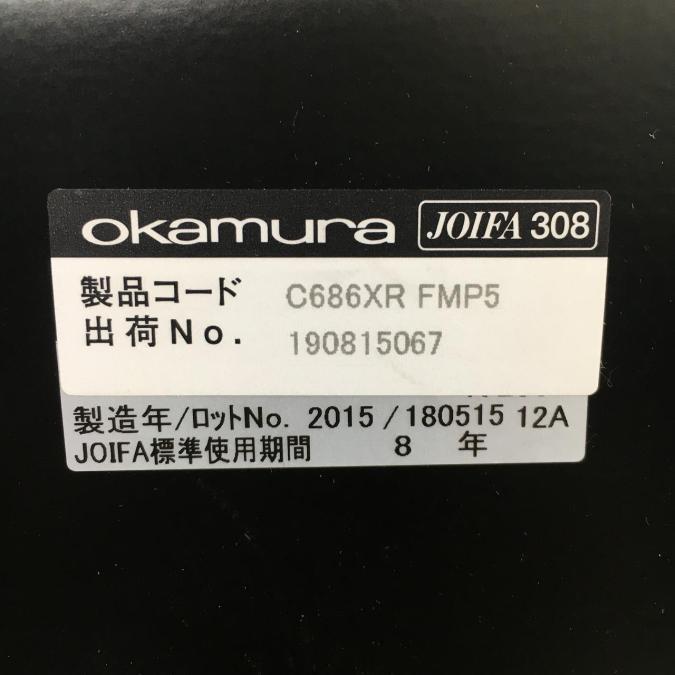 okamura JOIFA 308
製品コード C686XR FMP5
出荷No. 190815067
製造年/ロットNo. 2015/180515 12A
JOIFA標準使用期間 8 年